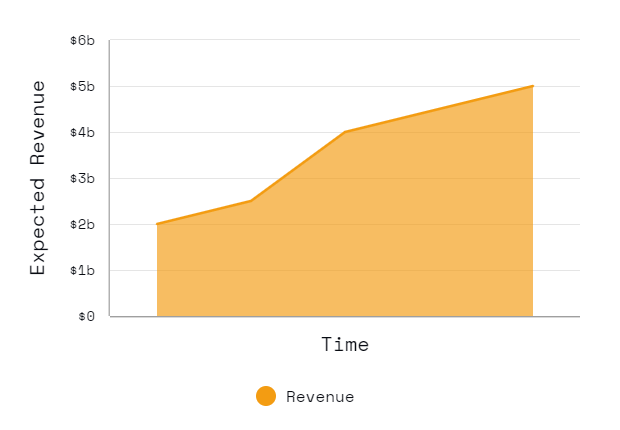 $6b
$5b
$4b
$3b
$2b
$1b
$0
Expected Revenue
Time
Revenue